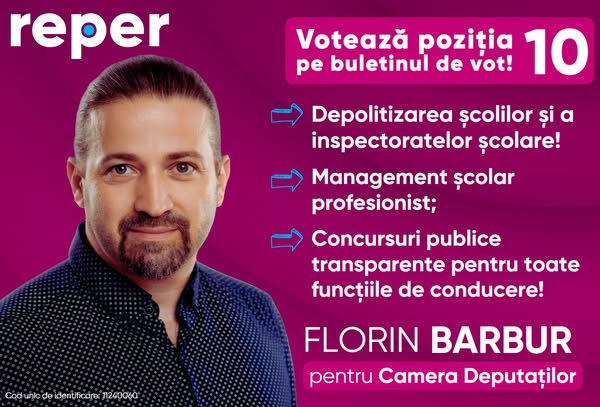 reper
Votează poziția
pe buletinul de vot!
10
Depolitizarea școlilor și a
inspectoratelor școlare!
Management școlar
profesionist;
Concursuri publice
transparente pentru toate
funcțiile de conducere!
FLORIN BARBUR
pentru Camera Deputaților
Cod unic de identificare: 11240060